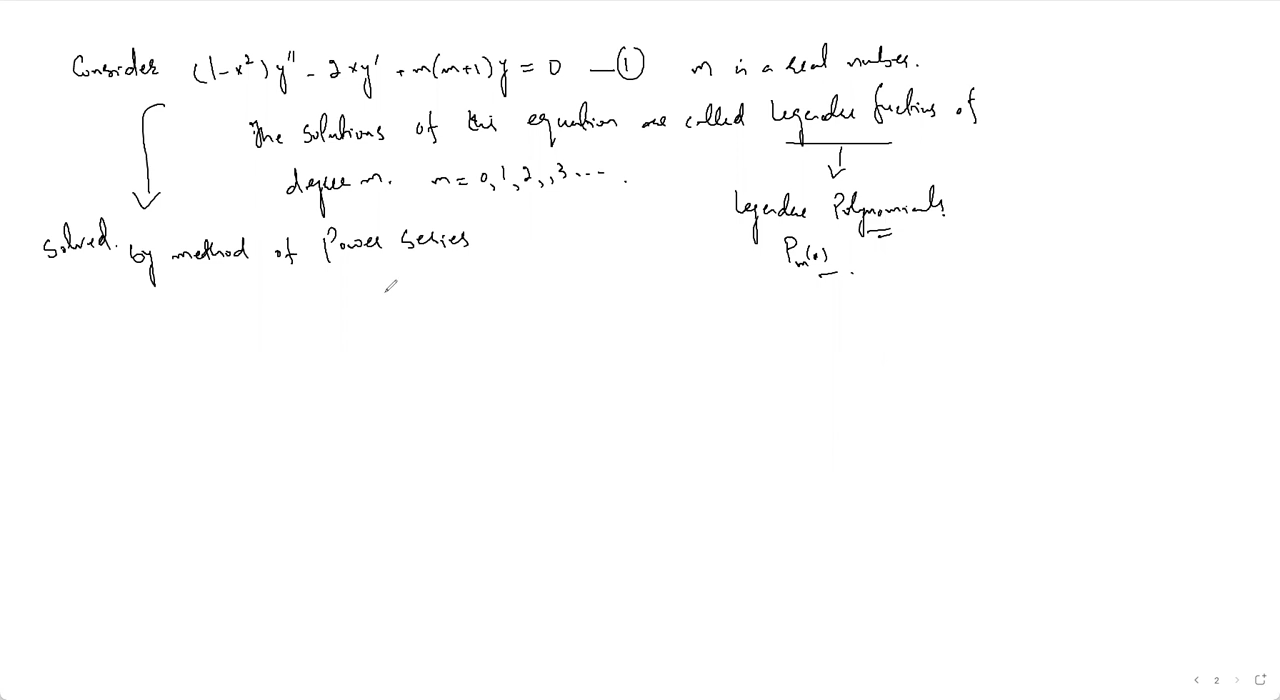 Consider (1-x²)y'' - 2xy' + m(m+1)y = 0 —① m is a real number.
The solutions of this equation are called Legendre functions of
degree m. m = 0,1,2,,3 ... .
Legendre Polynomials.
Solved. by method of Power series
Pm(x) .
2